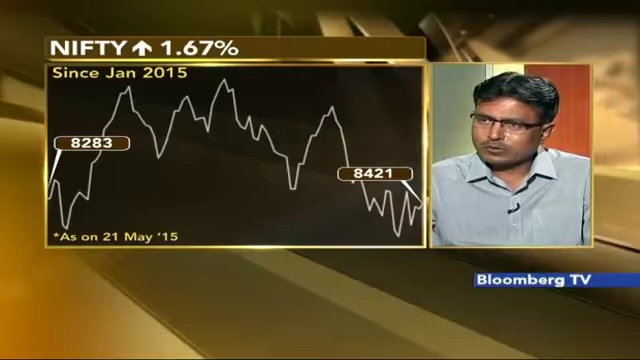 NIFTY ↑ 1.67%
Since Jan 2015
8283
8421
*As on 21 May '15
Bloomberg TV